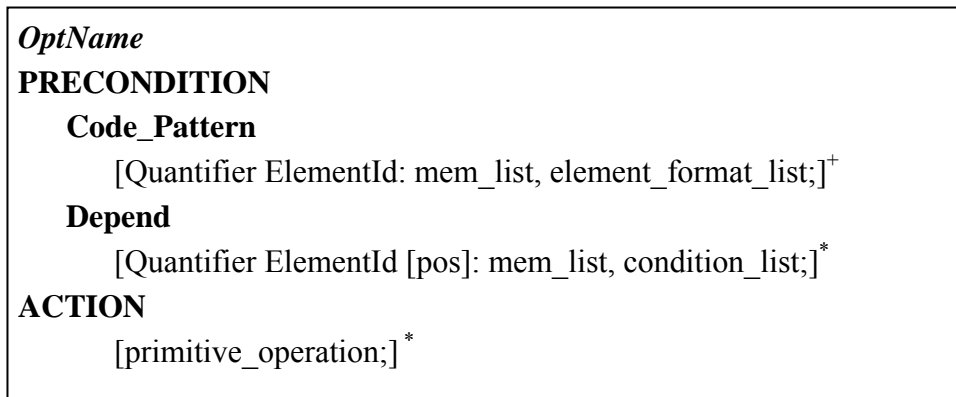 OptName
PRECONDITION
Code_Pattern
[Quantifier ElementId: mem_list, element_format_list;]+
Depend
[Quantifier ElementId [pos]: mem_list, condition_list;]*
ACTION
[primitive_operation;]*